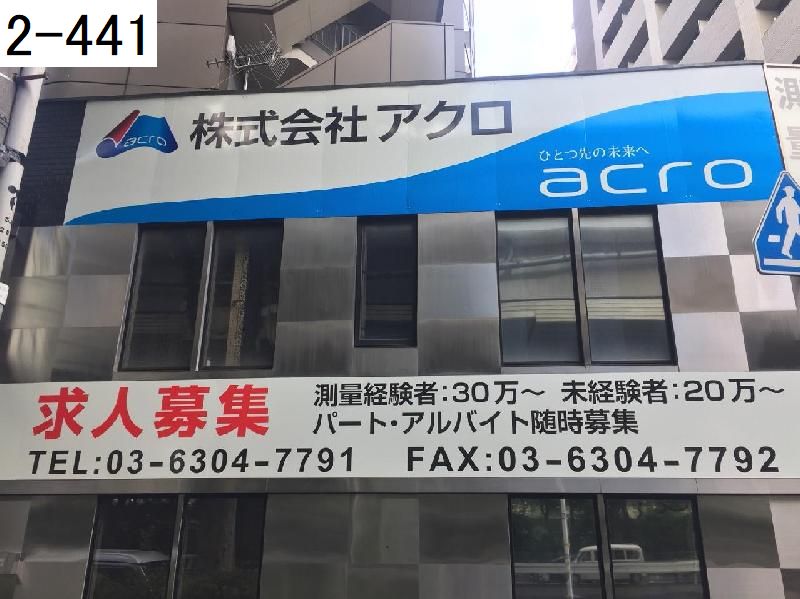 2-441
acro
株式会社アクロ
ひとつ先の未来へ
acro
測量
求人募集
測量経験者:30万~ 未経験者:20万~
パート・アルバイト随時募集
TEL:03-6304-7791 FAX:03-6304-7792